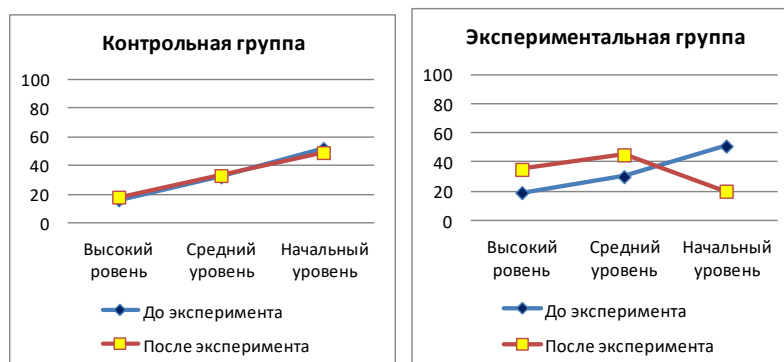 Контрольная группа
100
80
60
40
20
0
Высокий
ровень
Средний
уровень
Начальный
уровень
До эксперимента
После эксперимента
Экспериментальная группа
100
80
60
40
20
0
Высокий
ровень
Средний
уровень
Начальный
уровень
До эксперимента
После эксперимента